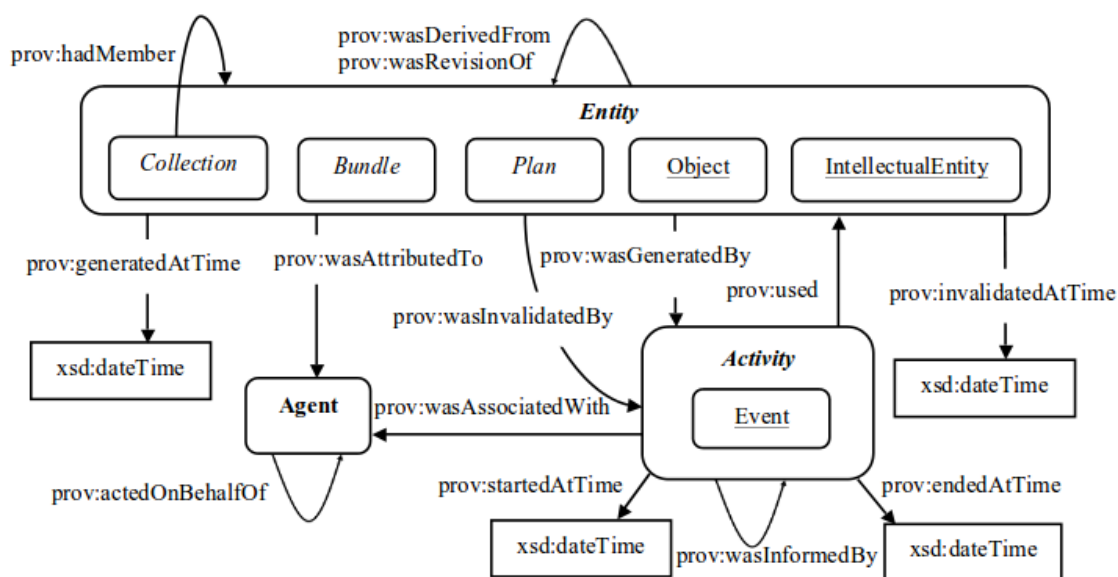 prov:hadMember
prov:wasDerivedFrom
prov:wasRevisionOf
Entity
Collection
Bundle
Plan
Object
IntellectualEntity
prov:generatedAtTime
prov:wasAttributedTo
prov:wasGeneratedBy
prov:used
prov:invalidatedAtTime
prov:wasInvalidatedBy
xsd:dateTime
Activity
xsd:dateTime
Agent
prov:wasAssociatedWith
Event
prov:actedOnBehalfOf
prov:startedAtTime
prov:endedAtTime
xsd:dateTime
prov:wasInformedBy
xsd:dateTime